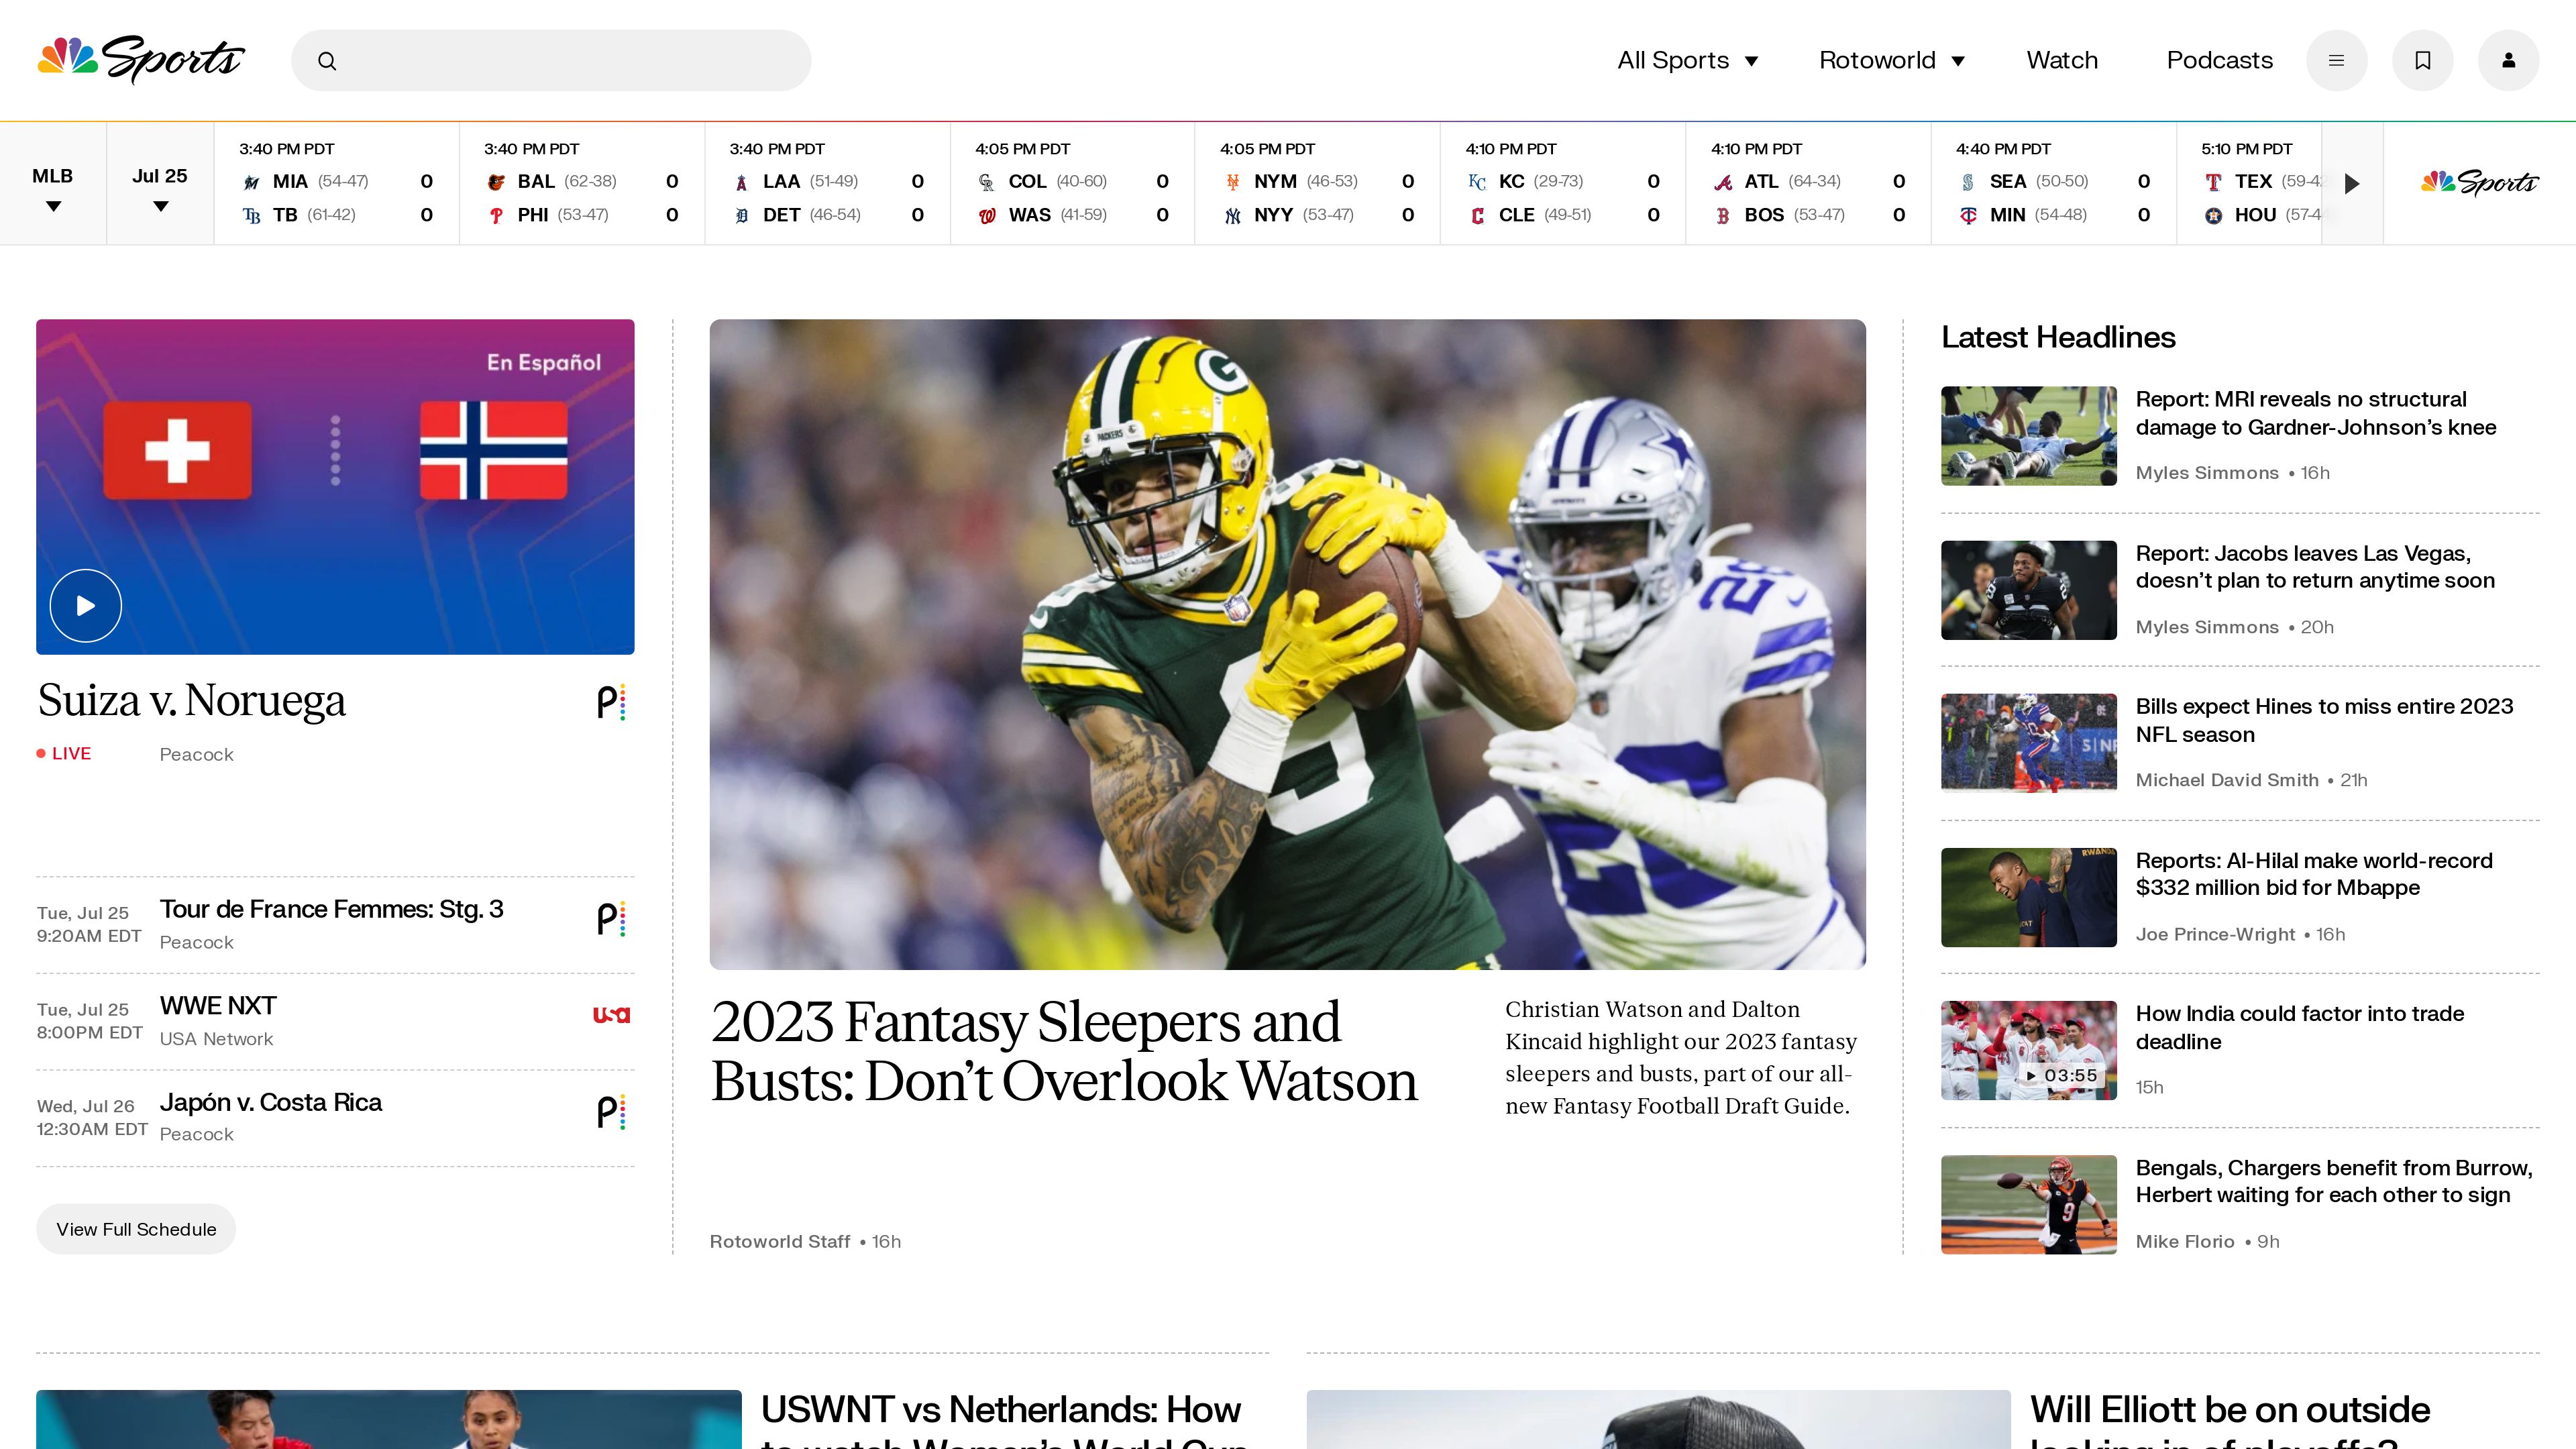 Sports
All Sports
Rotoworld
Watch
Podcasts
MLB
Jul 25
3:40 PM PDT
MIA (54-47) 0
TB (61-42) 0
3:40 PM PDT
BAL (62-38) 0
PHI (53-47) 0
3:40 PM PDT
LAA (51-49) 0
DET (46-54) 0
4:05 PM PDT
COL (40-60) 0
WAS (41-59) 0
4:05 PM PDT
NYM (46-53) 0
NYY (53-47) 0
4:10 PM PDT
KC (29-73) 0
CLE (49-51) 0
4:10 PM PDT
ATL (64-34) 0
BOS (53-47) 0
4:40 PM PDT
SEA (50-50) 0
MIN (54-48) 0
5:10 PM PDT
TEX
HOU
Sports
En Español
Suiza v. Noruega
LIVE
Peacock
Tue, Jul 25
9:20AM EDT
Tour de France Femmes: Stg. 3
Peacock
Tue, Jul 25
8:00PM EDT
WWE NXT
USA Network
usa
Wed, Jul 26
12:30AM EDT
Japón v. Costa Rica
Peacock
View Full Schedule
G
PACKERS
9
2023 Fantasy Sleepers and
Busts: Don’t Overlook Watson
Christian Watson and Dalton
Kincaid highlight our 2023 fantasy
sleepers and busts, part of our all-
new Fantasy Football Draft Guide.
Rotoworld Staff • 16h
Latest Headlines
Report: MRI reveals no structural
damage to Gardner-Johnson’s knee
Myles Simmons • 16h
Report: Jacobs leaves Las Vegas,
doesn’t plan to return anytime soon
Myles Simmons • 20h
Bills expect Hines to miss entire 2023
NFL season
Michael David Smith • 21h
Reports: Al-Hilal make world-record
$332 million bid for Mbappe
Joe Prince-Wright • 16h
How India could factor into trade
deadline
03:55
15h
Bengals, Chargers benefit from Burrow,
Herbert waiting for each other to sign
9
Mike Florio • 9h
USWNT vs Netherlands: How
to watch Women’s World Cup
Will Elliott be on outside
looking in of playoffs?